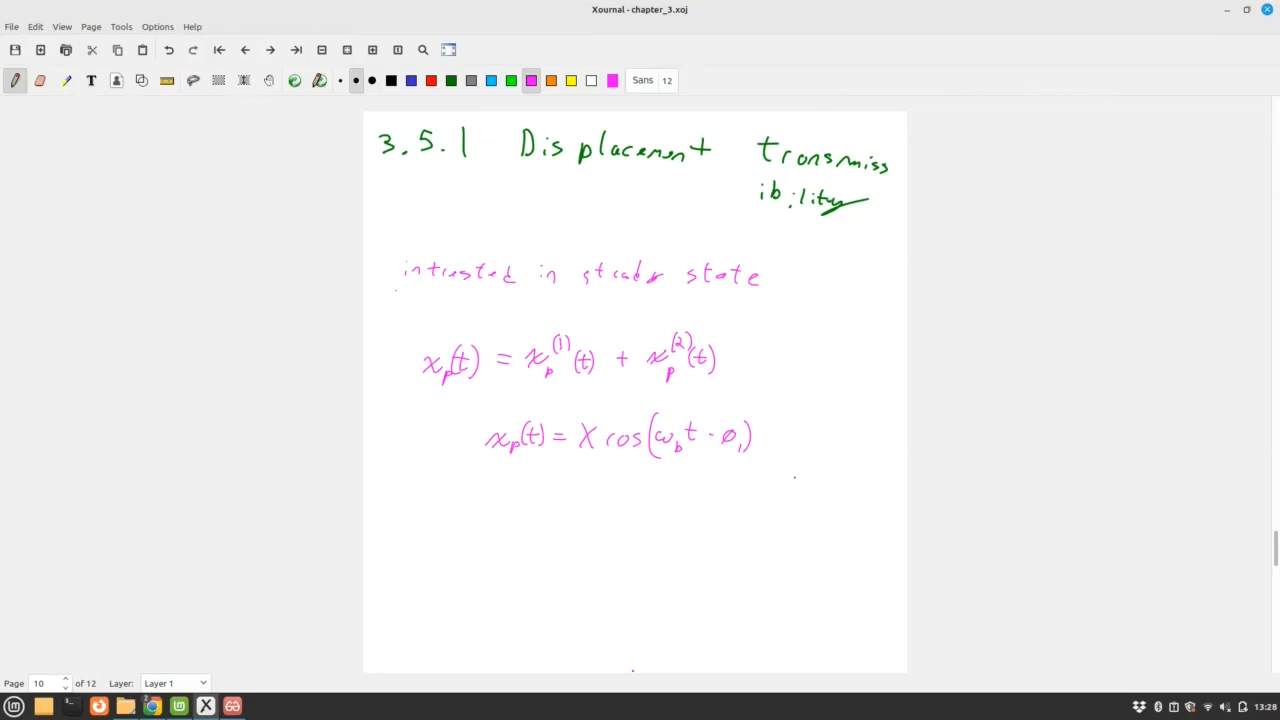 Xournal - chapter_3.xoj
File Edit View Page Tools Options Help
Sans 12
3.5.1 Displacement transmiss
ibility
intrested in steady state
xₚ(t) = xₚ⁽¹⁾(t) + xₚ⁽²⁾(t)
xₚ(t) = X cos(ω_b t - ø₁)
Page 10 of 12 Layer: Layer 1
13:28